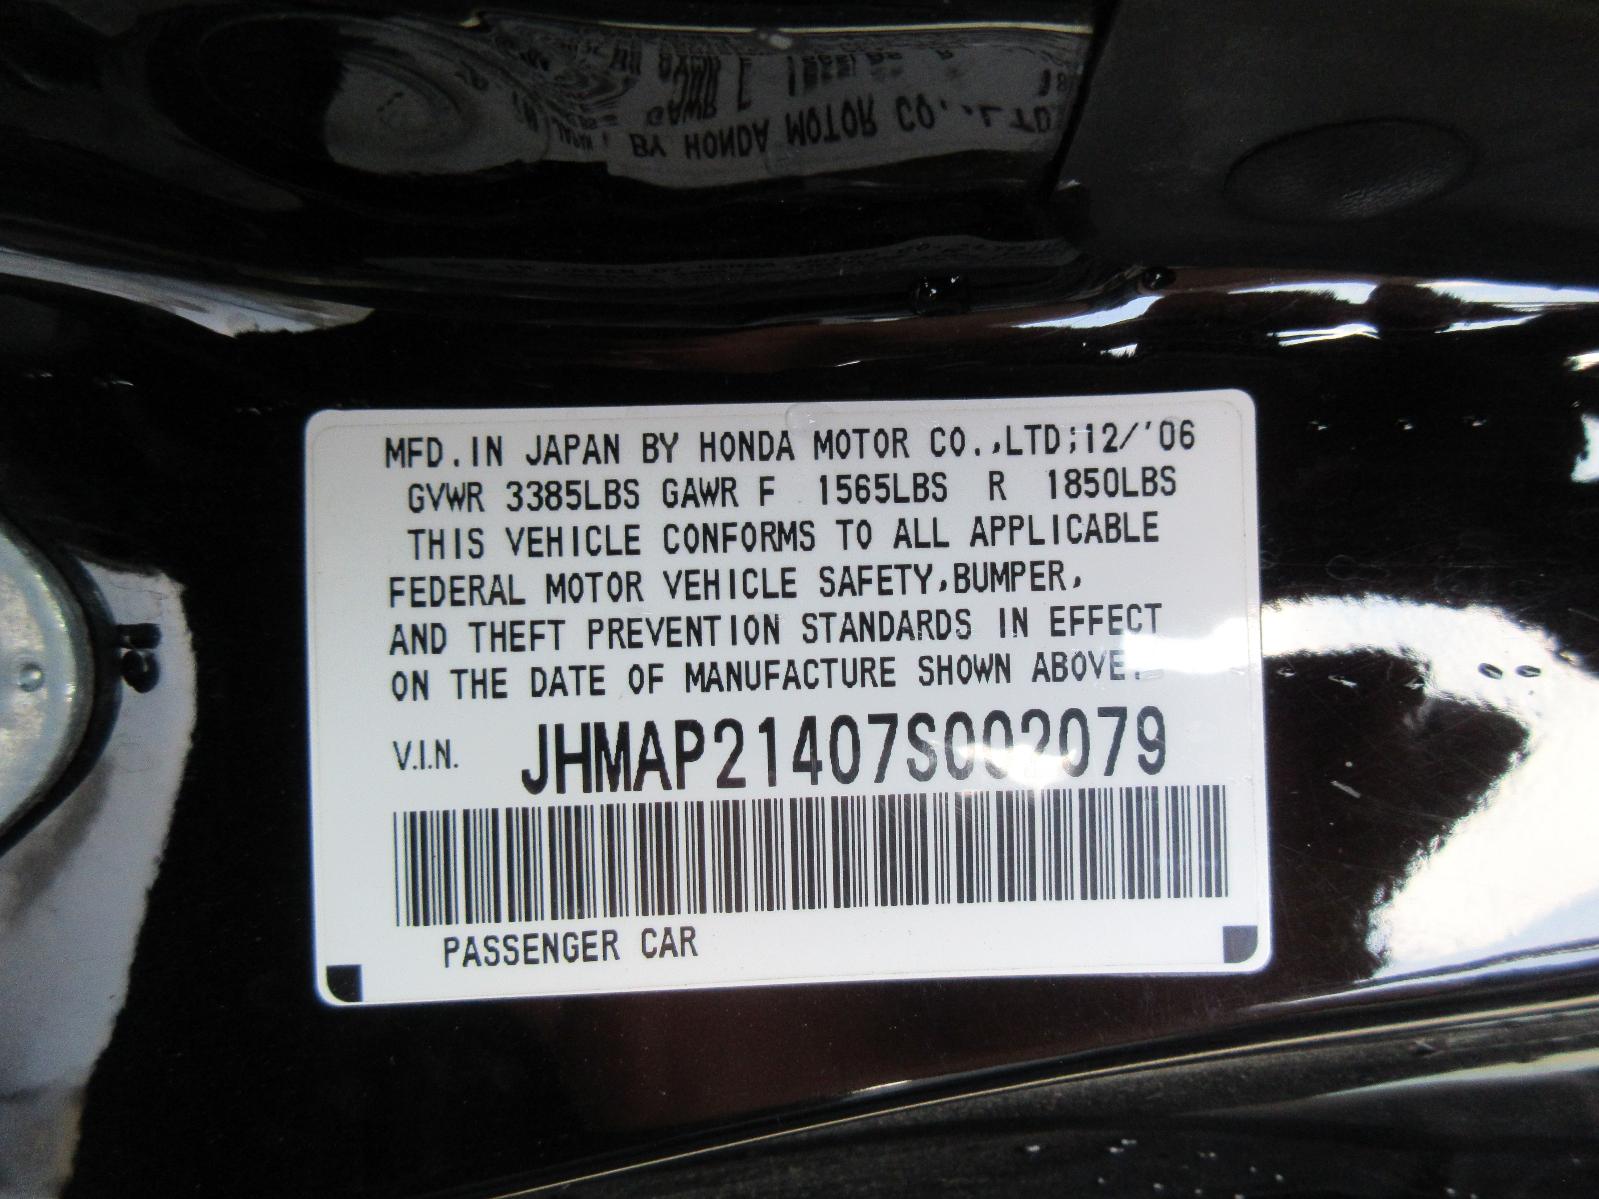 MFD.IN JAPAN BY HONDA MOTOR CO.,LTD;12/'06
GVWR 3385LBS GAWR F 1565LBS R 1850LBS
THIS VEHICLE CONFORMS TO ALL APPLICABLE
FEDERAL MOTOR VEHICLE SAFETY,BUMPER,
AND THEFT PREVENTION STANDARDS IN EFFECT
ON THE DATE OF MANUFACTURE SHOWN ABOVE.
V.I.N. JHMAP21407S002079
PASSENGER CAR